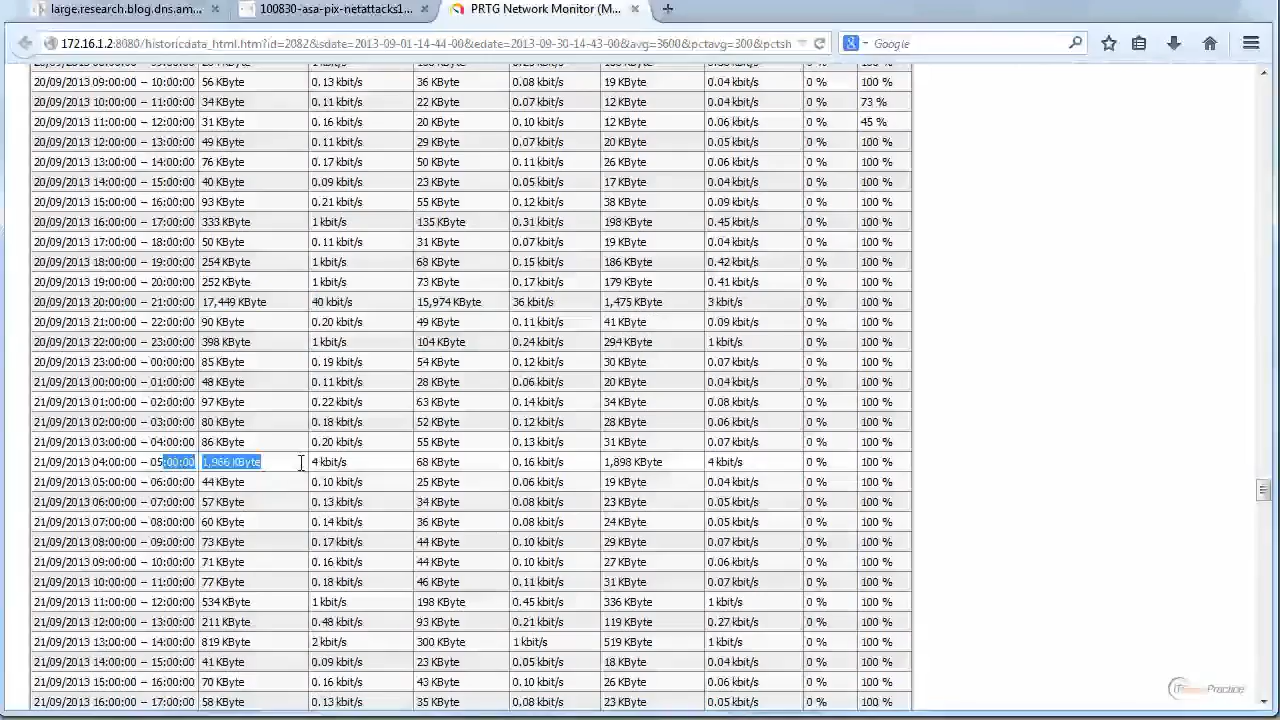 large.research.blog.dns.am...
100830-asa-pix-netattacks1...
PRTG Network Monitor (M...
172.16.1.2:8080/historicdata_html.htm?id=2082&sdate=2013-09-01-14-44-00&edate=2013-09-30-14-43-00&avg=3600&pctavg=300&pctsh
Google
20/09/2013 09:00:00 – 10:00:00 56 KByte 0.13 kbit/s 36 KByte 0.08 kbit/s 19 KByte 0.04 kbit/s 0 % 100 %
20/09/2013 10:00:00 – 11:00:00 34 KByte 0.11 kbit/s 22 KByte 0.07 kbit/s 12 KByte 0.04 kbit/s 0 % 73 %
20/09/2013 11:00:00 – 12:00:00 31 KByte 0.16 kbit/s 20 KByte 0.10 kbit/s 12 KByte 0.06 kbit/s 0 % 45 %
20/09/2013 12:00:00 – 13:00:00 49 KByte 0.11 kbit/s 29 KByte 0.07 kbit/s 20 KByte 0.05 kbit/s 0 % 100 %
20/09/2013 13:00:00 – 14:00:00 76 KByte 0.17 kbit/s 50 KByte 0.11 kbit/s 26 KByte 0.06 kbit/s 0 % 100 %
20/09/2013 14:00:00 – 15:00:00 40 KByte 0.09 kbit/s 23 KByte 0.05 kbit/s 17 KByte 0.04 kbit/s 0 % 100 %
20/09/2013 15:00:00 – 16:00:00 93 KByte 0.21 kbit/s 55 KByte 0.12 kbit/s 38 KByte 0.09 kbit/s 0 % 100 %
20/09/2013 16:00:00 – 17:00:00 333 KByte 1 kbit/s 135 KByte 0.31 kbit/s 198 KByte 0.45 kbit/s 0 % 100 %
20/09/2013 17:00:00 – 18:00:00 50 KByte 0.11 kbit/s 31 KByte 0.07 kbit/s 19 KByte 0.04 kbit/s 0 % 100 %
20/09/2013 18:00:00 – 19:00:00 254 KByte 1 kbit/s 68 KByte 0.15 kbit/s 186 KByte 0.42 kbit/s 0 % 100 %
20/09/2013 19:00:00 – 20:00:00 252 KByte 1 kbit/s 73 KByte 0.17 kbit/s 179 KByte 0.41 kbit/s 0 % 100 %
20/09/2013 20:00:00 – 21:00:00 17,449 KByte 40 kbit/s 15,974 KByte 36 kbit/s 1,475 KByte 3 kbit/s 0 % 100 %
20/09/2013 21:00:00 – 22:00:00 90 KByte 0.20 kbit/s 49 KByte 0.11 kbit/s 41 KByte 0.09 kbit/s 0 % 100 %
20/09/2013 22:00:00 – 23:00:00 398 KByte 1 kbit/s 104 KByte 0.24 kbit/s 294 KByte 1 kbit/s 0 % 100 %
20/09/2013 23:00:00 – 00:00:00 85 KByte 0.19 kbit/s 54 KByte 0.12 kbit/s 30 KByte 0.07 kbit/s 0 % 100 %
21/09/2013 00:00:00 – 01:00:00 48 KByte 0.11 kbit/s 28 KByte 0.06 kbit/s 20 KByte 0.04 kbit/s 0 % 100 %
21/09/2013 01:00:00 – 02:00:00 97 KByte 0.22 kbit/s 63 KByte 0.14 kbit/s 34 KByte 0.08 kbit/s 0 % 100 %
21/09/2013 02:00:00 – 03:00:00 80 KByte 0.18 kbit/s 52 KByte 0.12 kbit/s 28 KByte 0.06 kbit/s 0 % 100 %
21/09/2013 03:00:00 – 04:00:00 86 KByte 0.20 kbit/s 55 KByte 0.13 kbit/s 31 KByte 0.07 kbit/s 0 % 100 %
21/09/2013 04:00:00 – 05:00:00 1,966 KByte 4 kbit/s 68 KByte 0.16 kbit/s 1,898 KByte 4 kbit/s 0 % 100 %
21/09/2013 05:00:00 – 06:00:00 44 KByte 0.10 kbit/s 25 KByte 0.06 kbit/s 19 KByte 0.04 kbit/s 0 % 100 %
21/09/2013 06:00:00 – 07:00:00 57 KByte 0.13 kbit/s 34 KByte 0.08 kbit/s 23 KByte 0.05 kbit/s 0 % 100 %
21/09/2013 07:00:00 – 08:00:00 60 KByte 0.14 kbit/s 36 KByte 0.08 kbit/s 24 KByte 0.05 kbit/s 0 % 100 %
21/09/2013 08:00:00 – 09:00:00 73 KByte 0.17 kbit/s 44 KByte 0.10 kbit/s 29 KByte 0.07 kbit/s 0 % 100 %
21/09/2013 09:00:00 – 10:00:00 71 KByte 0.16 kbit/s 44 KByte 0.10 kbit/s 27 KByte 0.06 kbit/s 0 % 100 %
21/09/2013 10:00:00 – 11:00:00 77 KByte 0.18 kbit/s 46 KByte 0.11 kbit/s 31 KByte 0.07 kbit/s 0 % 100 %
21/09/2013 11:00:00 – 12:00:00 534 KByte 1 kbit/s 198 KByte 0.45 kbit/s 336 KByte 1 kbit/s 0 % 100 %
21/09/2013 12:00:00 – 13:00:00 211 KByte 0.48 kbit/s 93 KByte 0.21 kbit/s 119 KByte 0.27 kbit/s 0 % 100 %
21/09/2013 13:00:00 – 14:00:00 819 KByte 2 kbit/s 300 KByte 1 kbit/s 519 KByte 1 kbit/s 0 % 100 %
21/09/2013 14:00:00 – 15:00:00 41 KByte 0.09 kbit/s 23 KByte 0.05 kbit/s 18 KByte 0.04 kbit/s 0 % 100 %
21/09/2013 15:00:00 – 16:00:00 70 KByte 0.16 kbit/s 43 KByte 0.10 kbit/s 26 KByte 0.06 kbit/s 0 % 100 %
21/09/2013 16:00:00 – 17:00:00 58 KByte 0.13 kbit/s 35 KByte 0.08 kbit/s 23 KByte 0.05 kbit/s 0 % 100 %